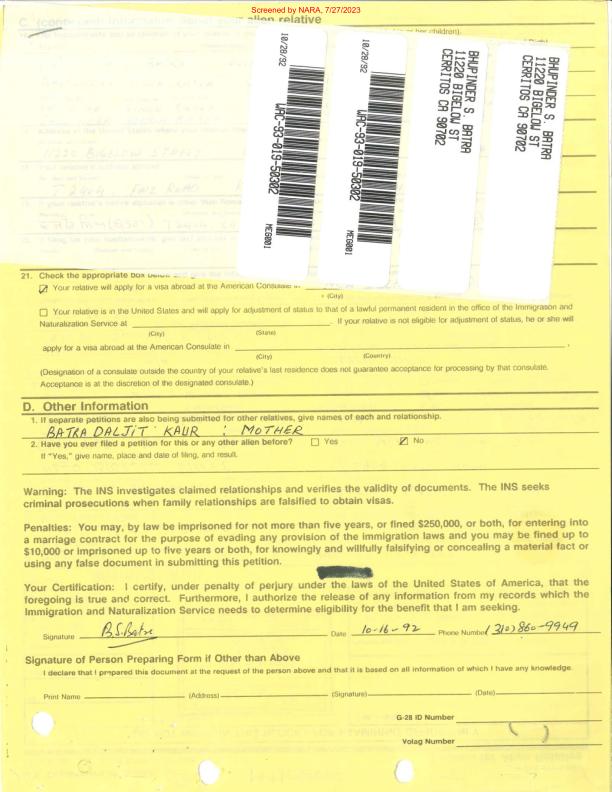 Screened by NARA, 7/27/2023
C. (continued) Information about your alien relative
10/28/92
WAC-93-019-50302
ME6001
10/28/92
WAC-93-019-50302
ME6001
BHUPINDER S. BATRA
11220 BIGELOW ST
CERRITOS CA 90702
BHUPINDER S. BATRA
11220 BIGELOW ST
CERRITOS CA 90702
21. Check the appropriate box below
Your relative will apply for a visa abroad at the American Consulate in
(City)
Your relative is in the United States and will apply for adjustment of status to that of a lawful permanent resident in the office of the Immigration and
Naturalization Service at . If your relative is not eligible for adjustment of status, he or she will
(City) (State)
apply for a visa abroad at the American Consulate in .
(City) (Country)
(Designation of a consulate outside the country of your relative's last residence does not guarantee acceptance for processing by that consulate.
Acceptance is at the discretion of the designated consulate.)
D. Other Information
1. If separate petitions are also being submitted for other relatives, give names of each and relationship.
BATRA DALJIT KAUR : MOTHER
2. Have you ever filed a petition for this or any other alien before? Yes No
If "Yes," give name, place and date of filing, and result.
Warning: The INS investigates claimed relationships and verifies the validity of documents. The INS seeks
criminal prosecutions when family relationships are falsified to obtain visas.
Penalties: You may, by law be imprisoned for not more than five years, or fined $250,000, or both, for entering into
a marriage contract for the purpose of evading any provision of the immigration laws and you may be fined up to
$10,000 or imprisoned up to five years or both, for knowingly and willfully falsifying or concealing a material fact or
using any false document in submitting this petition.
Your Certification: I certify, under penalty of perjury under the laws of the United States of America, that the
foregoing is true and correct. Furthermore, I authorize the release of any information from my records which the
Immigration and Naturalization Service needs to determine eligibility for the benefit that I am seeking.
Signature B.S. Batra Date 10-16-92 Phone Number (310) 860-9949
Signature of Person Preparing Form if Other than Above
I declare that I prepared this document at the request of the person above and that it is based on all information of which I have any knowledge.
Print Name (Address) (Signature) (Date)
G-28 ID Number
Volag Number